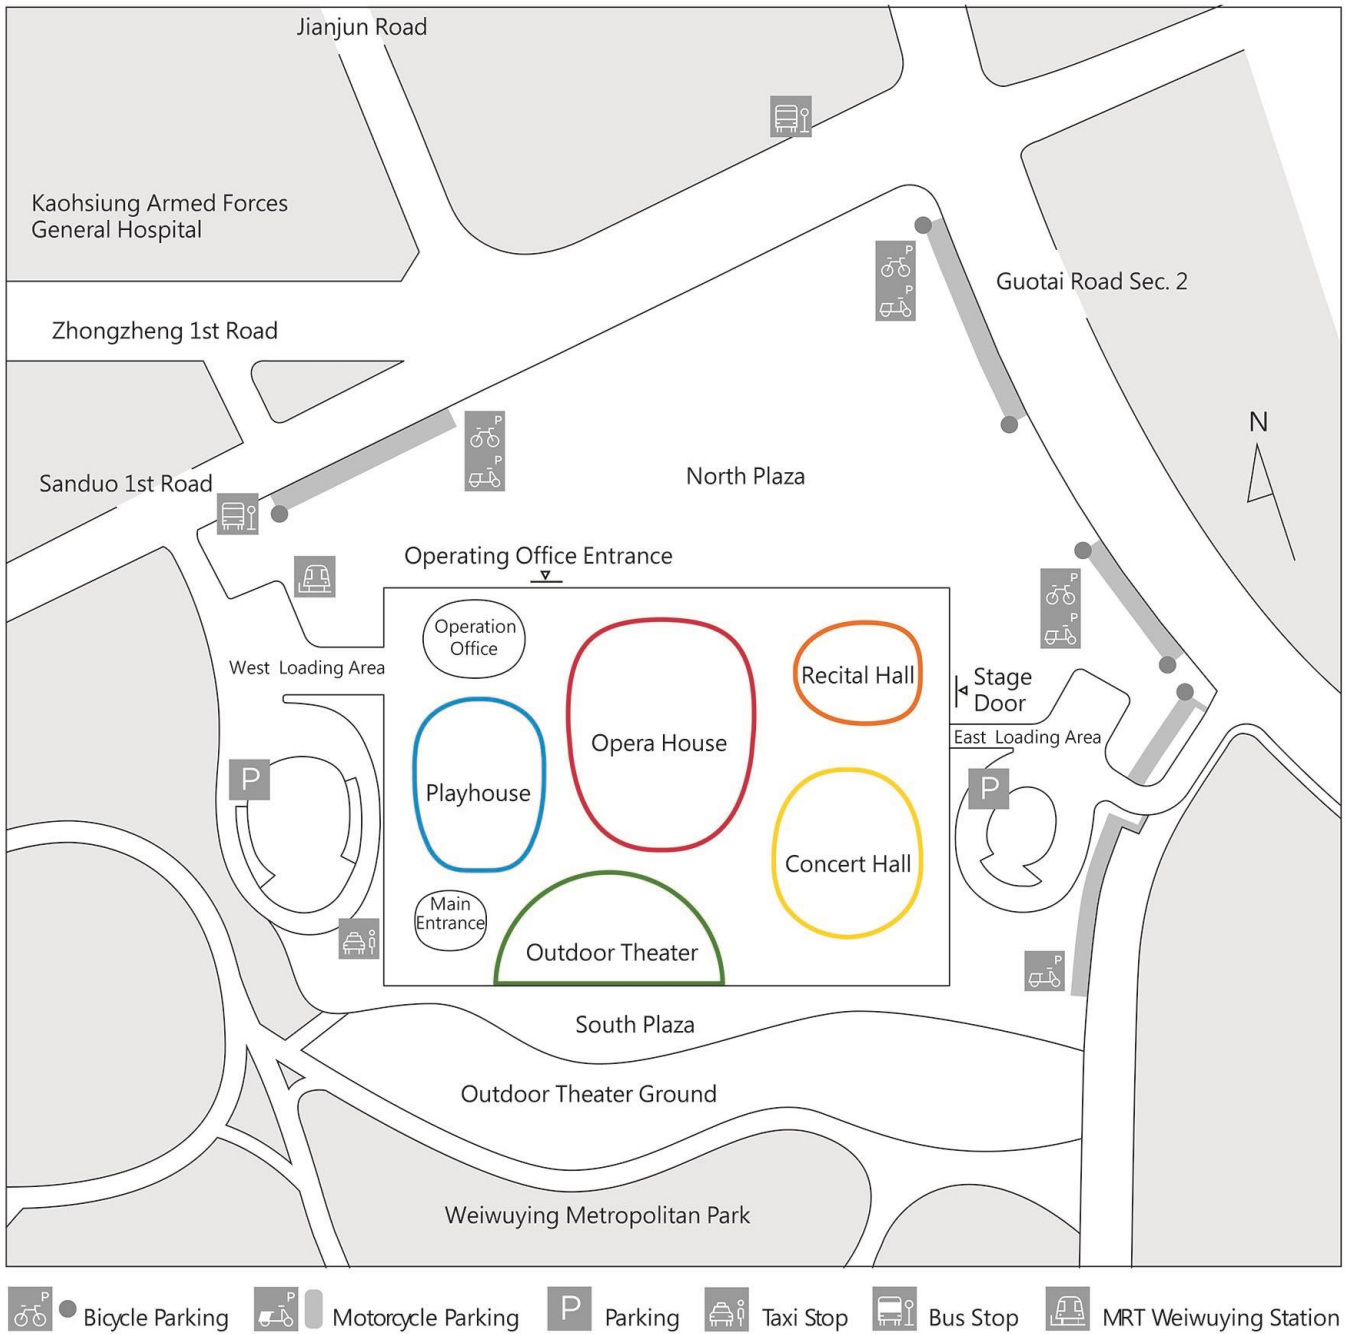 Jianjun Road
Kaohsiung Armed Forces
General Hospital
P
P
Guotai Road Sec. 2
Zhongzheng 1st Road
P
P
N
Sanduo 1st Road
North Plaza
Operating Office Entrance
P
P
Operation
Office
Recital Hall
Stage
Door
West Loading Area
East Loading Area
Opera House
P
P
Playhouse
Concert Hall
Main
Entrance
Outdoor Theater
P
South Plaza
Outdoor Theater Ground
Weiwuying Metropolitan Park
P Bicycle Parking
P Motorcycle Parking
P Parking
Taxi Stop
Bus Stop
MRT Weiwuying Station